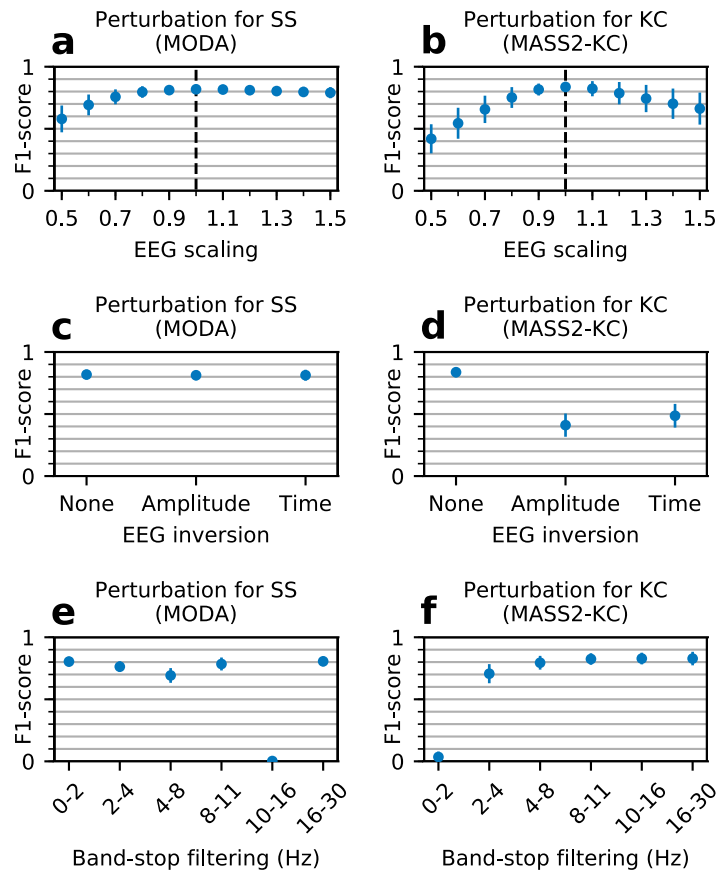 a
Perturbation for SS
(MODA)
F1-score
1
0
0.5 0.7 0.9 1.1 1.3 1.5
EEG scaling
b
Perturbation for KC
(MASS2-KC)
F1-score
1
0
0.5 0.7 0.9 1.1 1.3 1.5
EEG scaling
c
Perturbation for SS
(MODA)
F1-score
1
0
None Amplitude Time
EEG inversion
d
Perturbation for KC
(MASS2-KC)
F1-score
1
0
None Amplitude Time
EEG inversion
e
Perturbation for SS
(MODA)
F1-score
1
0
0-2 2-4 4-8 8-11 10-16 16-30
Band-stop filtering (Hz)
f
Perturbation for KC
(MASS2-KC)
F1-score
1
0
0-2 2-4 4-8 8-11 10-16 16-30
Band-stop filtering (Hz)